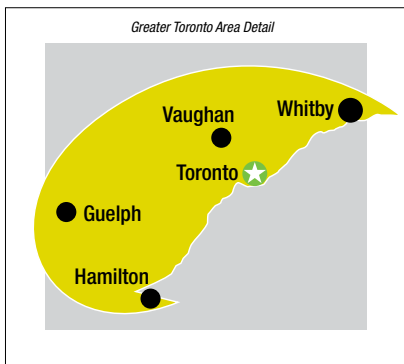 Greater Toronto Area Detail
Whitby
Vaughan
Toronto
Guelph
Hamilton